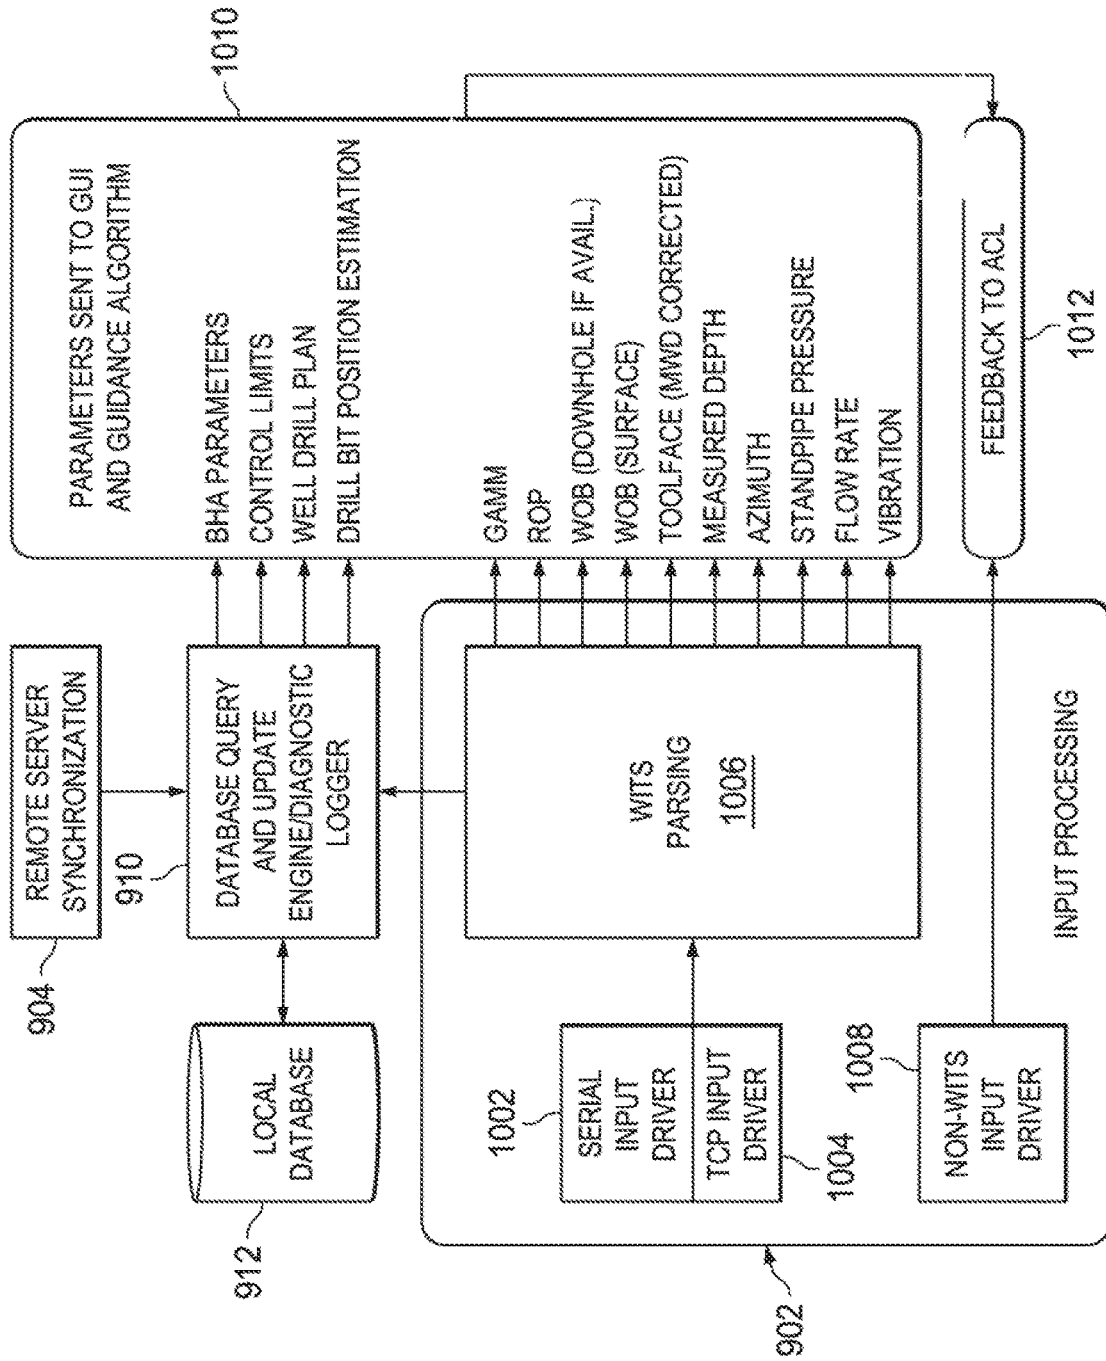 904
REMOTE SERVER
SYNCHRONIZATION
912
LOCAL
DATABASE
910
DATABASE QUERY
AND UPDATE
ENGINE/DIAGNOSTIC
LOGGER
PARAMETERS SENT TO GUI
AND GUIDANCE ALGORITHM
1010
BHA PARAMETERS
CONTROL LIMITS
WELL DRILL PLAN
DRILL BIT POSITION ESTIMATION
GAMM
ROP
WOB (DOWNHOLE IF AVAIL.)
WOB (SURFACE)
TOOLFACE (MWD CORRECTED)
MEASURED DEPTH
AZIMUTH
STANDPIPE PRESSURE
FLOW RATE
VIBRATION
902
1002
SERIAL
INPUT
DRIVER
TCP INPUT
DRIVER
1004
WITS
PARSING
1006
1008
NON-WITS
INPUT
DRIVER
INPUT PROCESSING
FEEDBACK TO ACL
1012